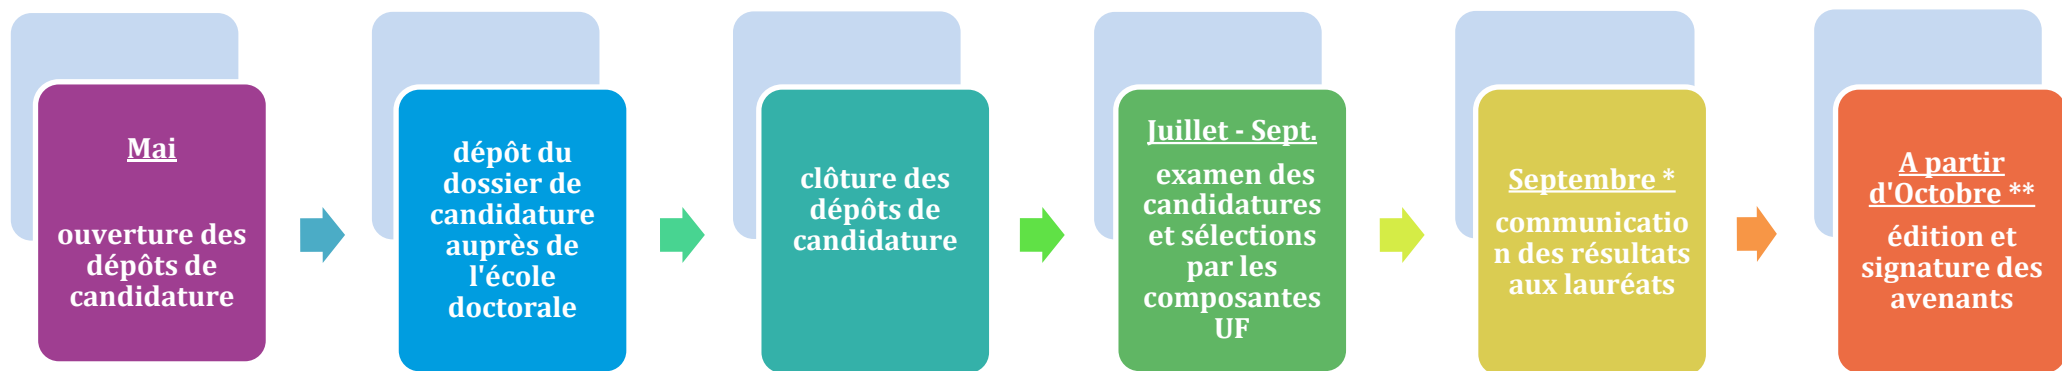 Mai
ouverture des
dépôts de
candidature
dépôt du
dossier de
candidature
auprès de
l'école
doctorale
clôture des
dépôts de
candidature
Juillet - Sept.
examen des
candidatures
et sélections
par les
composantes
UF
Septembre *
communicatio
n des résultats
aux lauréats
A partir
d'Octobre **
édition et
signature des
avenants